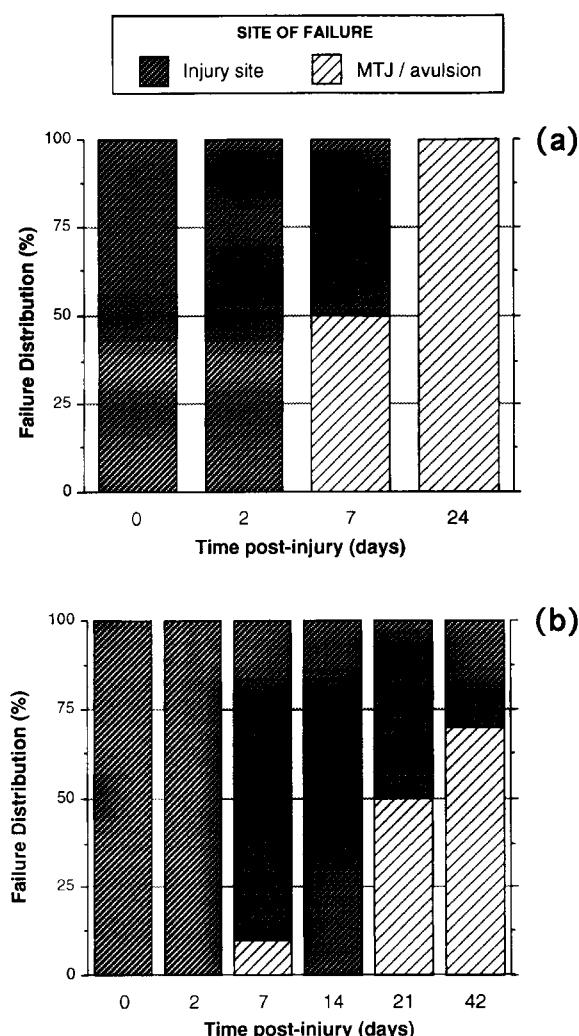 SITE OF FAILURE
Injury site MTJ / avulsion
(a)
Failure Distribution (%)
100
75
50
25
0
0 2 7 24
Time post-injury (days)
(b)
Failure Distribution (%)
100
75
50
25
0
0 2 7 14 21 42
Time post-injury (days)